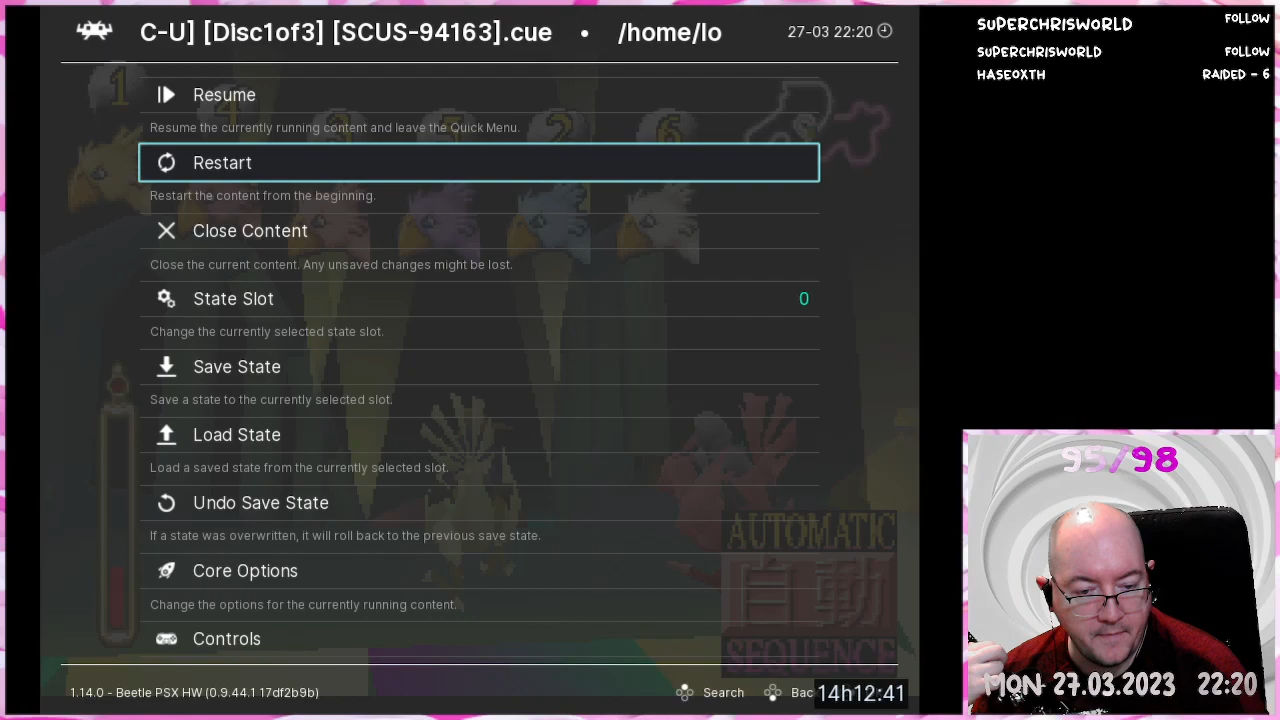 C-U] [Disc1of3] [SCUS-94163].cue • /home/lo
27-03 22:20
Resume
Resume the currently running content and leave the Quick Menu.
Restart
Restart the content from the beginning.
Close Content
Close the current content. Any unsaved changes might be lost.
State Slot 0
Change the currently selected state slot.
Save State
Save a state to the currently selected slot.
Load State
Load a saved state from the currently selected slot.
Undo Save State
If a state was overwritten, it will roll back to the previous save state.
Core Options
Change the options for the currently running content.
Controls
1.14.0 - Beetle PSX HW (0.9.44.1 17df2b9b)
Search
Bac
14h12:41
1
4
3
5
2
6
AUTOMATIC
自動
SEQUENCE
SUPERCHRISWORLD FOLLOW
SUPERCHRISWORLD FOLLOW
HASEOXTH RAIDED - 6
95/98
MON 27.03.2023 22:20